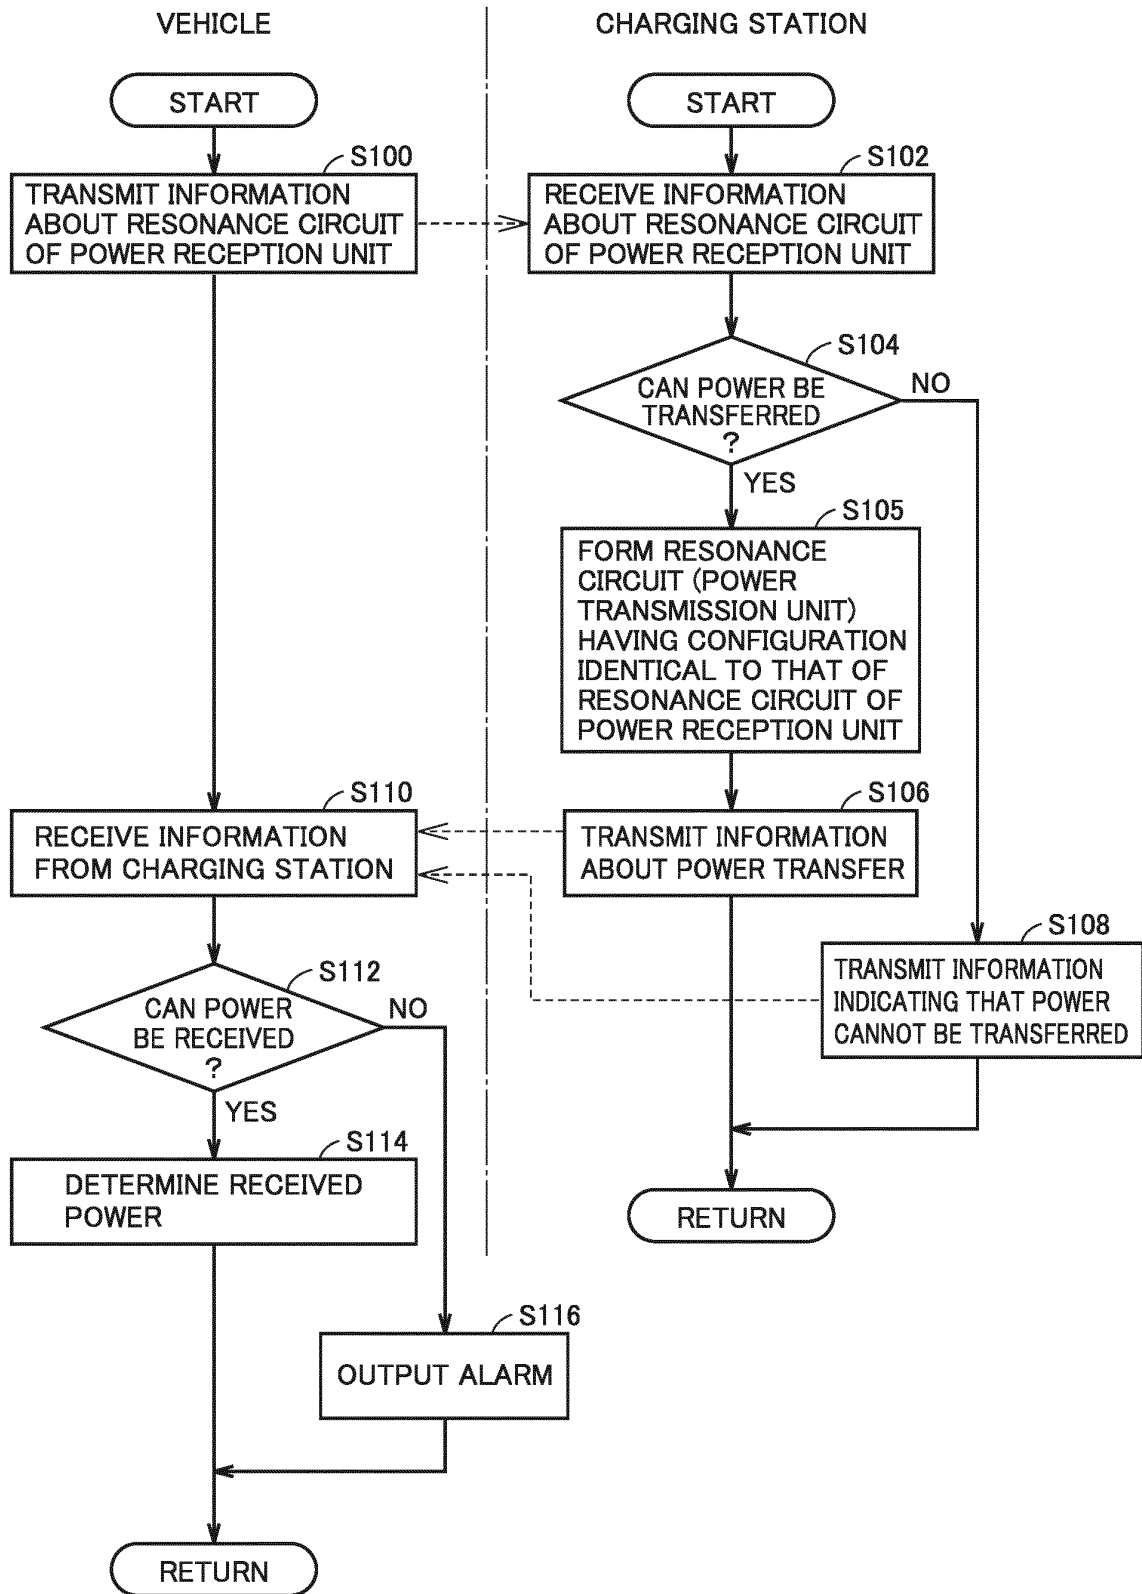 VEHICLE
CHARGING STATION
START
START
S100
TRANSMIT INFORMATION
ABOUT RESONANCE CIRCUIT
OF POWER RECEPTION UNIT
S102
RECEIVE INFORMATION
ABOUT RESONANCE CIRCUIT
OF POWER RECEPTION UNIT
S104
CAN POWER BE
TRANSFERRED
?
NO
YES
S105
FORM RESONANCE
CIRCUIT (POWER
TRANSMISSION UNIT)
HAVING CONFIGURATION
IDENTICAL TO THAT OF
RESONANCE CIRCUIT OF
POWER RECEPTION UNIT
S110
RECEIVE INFORMATION
FROM CHARGING STATION
S106
TRANSMIT INFORMATION
ABOUT POWER TRANSFER
S108
TRANSMIT INFORMATION
INDICATING THAT POWER
CANNOT BE TRANSFERRED
S112
CAN POWER
BE RECEIVED
?
NO
YES
S114
DETERMINE RECEIVED
POWER
RETURN
S116
OUTPUT ALARM
RETURN